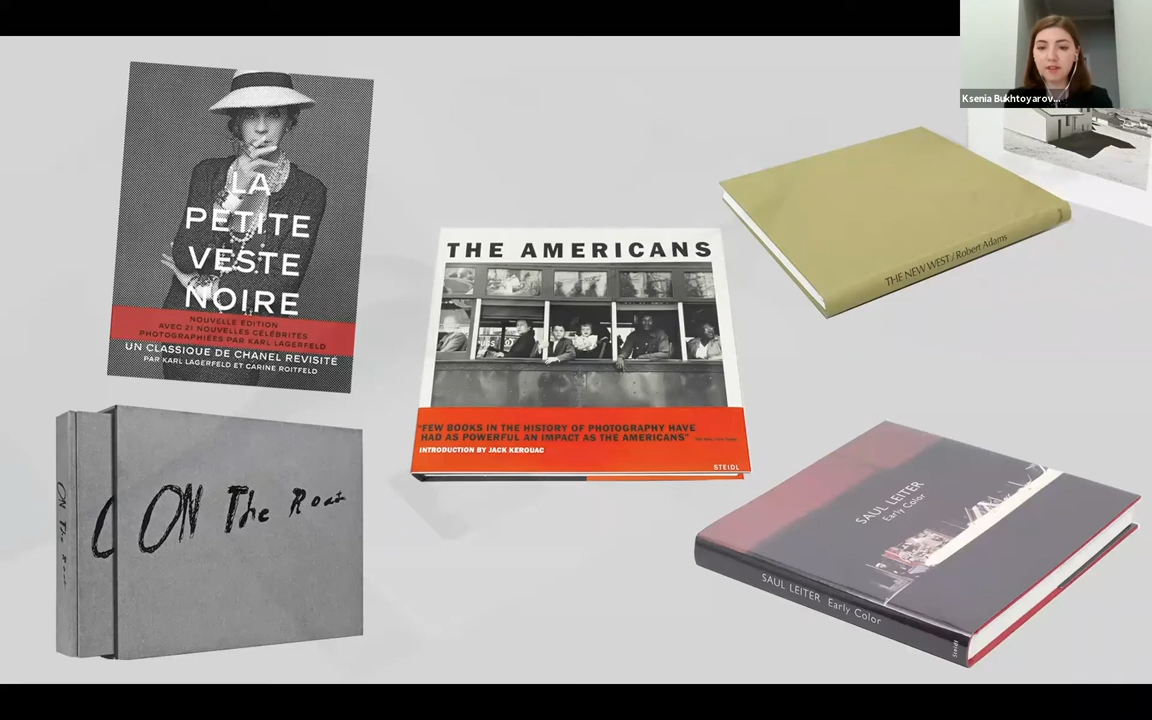 Ksenia Bukhtoyarov...
LA
PETITE
VESTE
NOIRE
NOUVELLE ÉDITION
AVEC 21 NOUVELLES CÉLÉBRITES
PHOTOGRAPHIÉES PAR KARL LAGERFELD
UN CLASSIQUE DE CHANEL REVISITÉ
PAR KARL LAGERFELD ET CARINE ROITFELD
THE AMERICANS
"FEW BOOKS IN THE HISTORY OF PHOTOGRAPHY HAVE
HAD AS POWERFUL AN IMPACT AS THE AMERICANS"
INTRODUCTION BY JACK KEROUAC
STEIDL
THE NEW WEST / Robert Adams
ON The Road
ON The Road
SAUL LEITER
Early Color
SAUL LEITER Early Color
Steidl